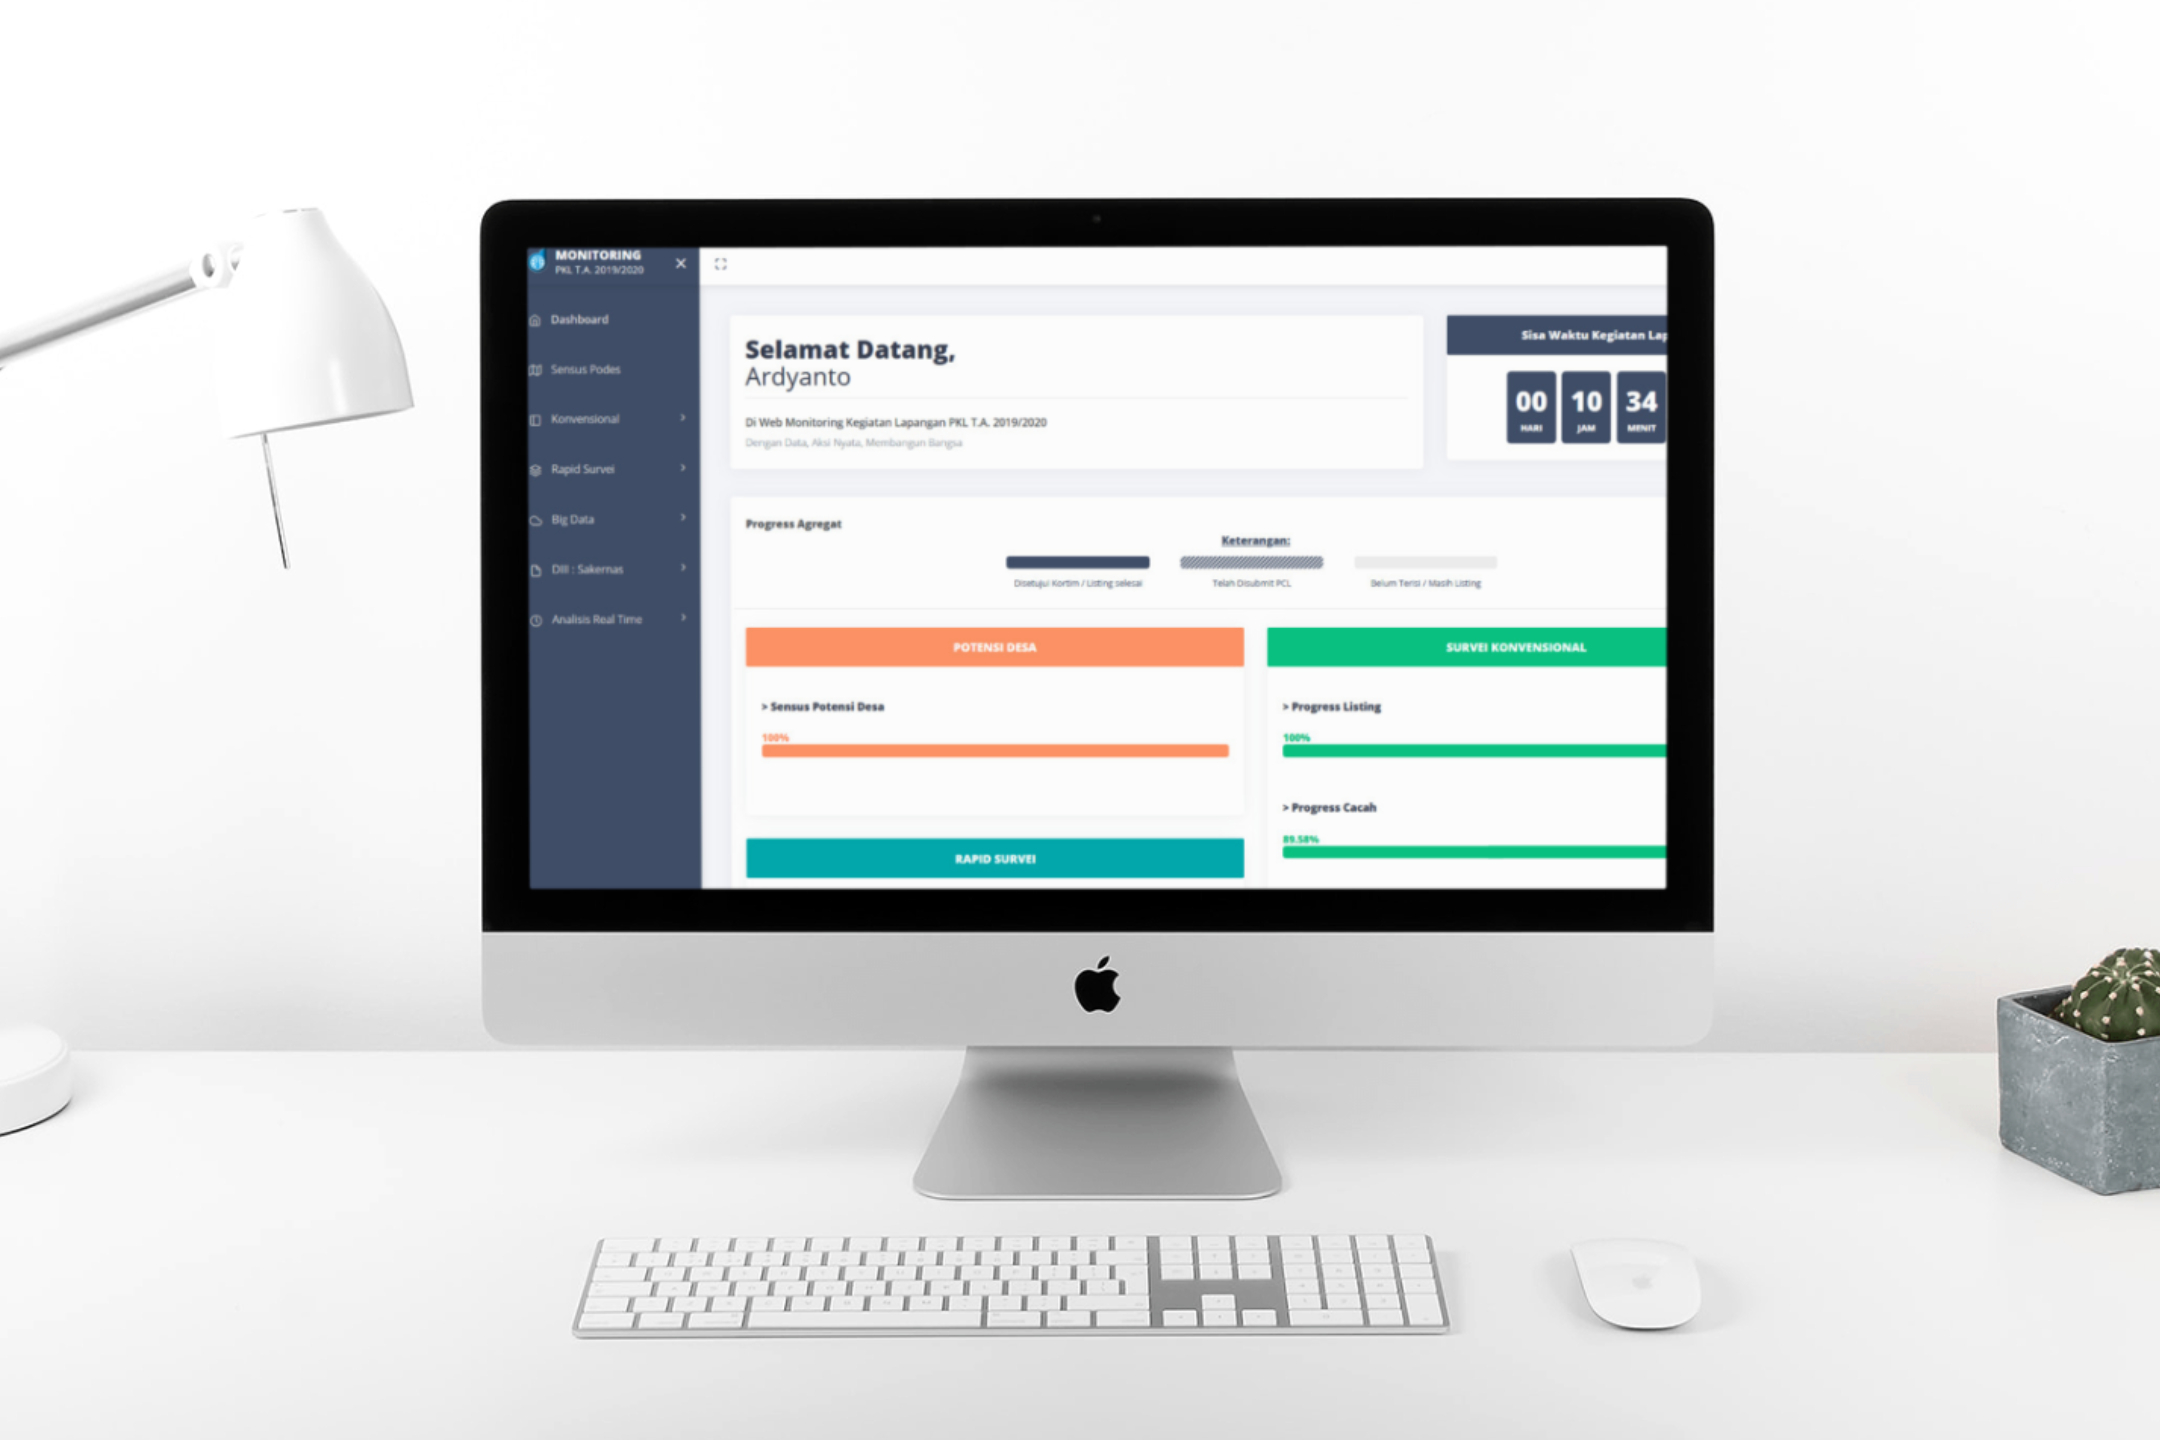 MONITORING
PKL T.A. 2019/2020
Dashboard
Sensus Podes
Konvensional
Rapid Survei
Big Data
DIII : Sakernas
Analisis Real Time
Selamat Datang,
Ardyanto
Di Web Monitoring Kegiatan Lapangan PKL T.A. 2019/2020
Dengan Data, Aksi Nyata, Membangun Bangsa
Sisa Waktu Kegiatan Lap
00 10 34
HARI JAM MENIT
Progress Agregat
Keterangan:
Disetujui Kortim / Listing selesai
Telah Disubmit PCL
Belum Terisi / Masih Listing
POTENSI DESA
> Sensus Potensi Desa
100%
RAPID SURVEI
SURVEI KONVENSIONAL
> Progress Listing
100%
> Progress Cacah
89.58%